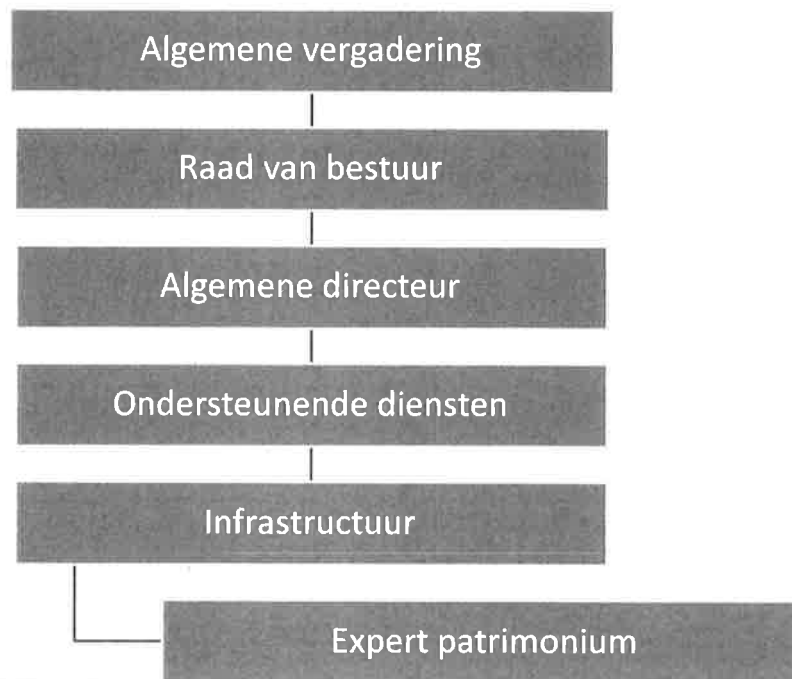 Algemene vergadering
Raad van bestuur
Algemene directeur
Ondersteunende diensten
Infrastructuur
Expert patrimonium